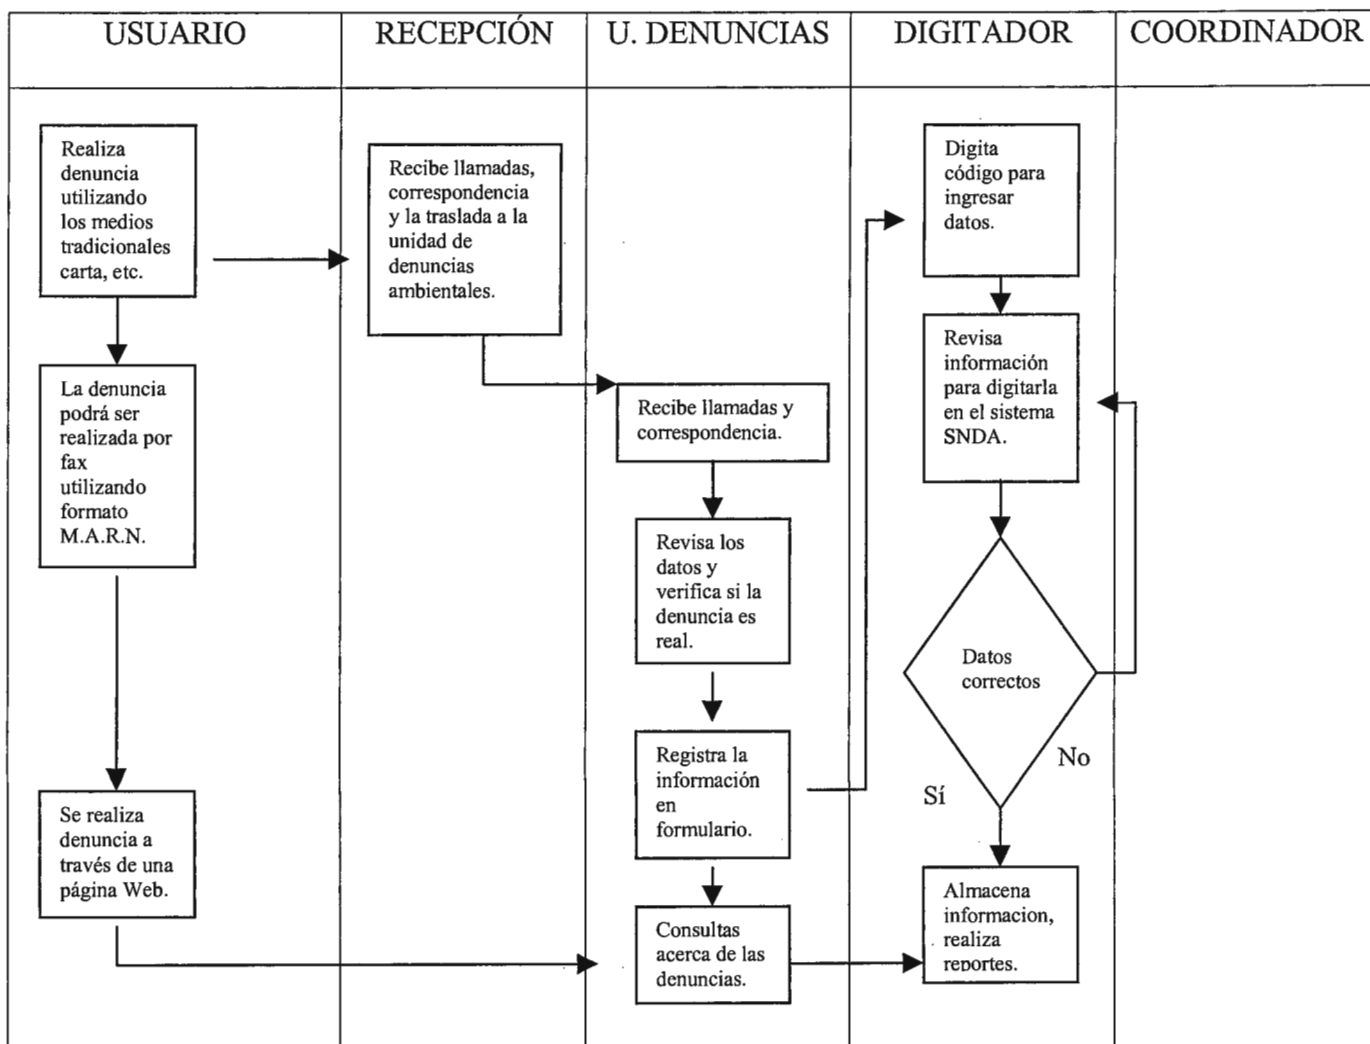 USUARIO
RECEPCIÓN
U. DENUNCIAS
DIGITADOR
COORDINADOR
Realiza
denuncia
utilizando
los medios
tradicionales
carta, etc.
La denuncia
podrá ser
realizada por
fax
utilizando
formato
M.A.R.N.
Se realiza
denuncia a
través de una
página Web.
Recibe llamadas,
correspondencia
y la traslada a la
unidad de
denuncias
ambientales.
Recibe llamadas y
correspondencia.
Revisa los
datos y
verifica si la
denuncia es
real.
Registra la
información
en
formulario.
Consultas
acerca de las
denuncias.
Digita
código para
ingresar
datos.
Revisa
información
para digitarla
en el sistema
SNDA.
Datos
correctos
No
Sí
Almacena
informacion,
realiza
reportes.